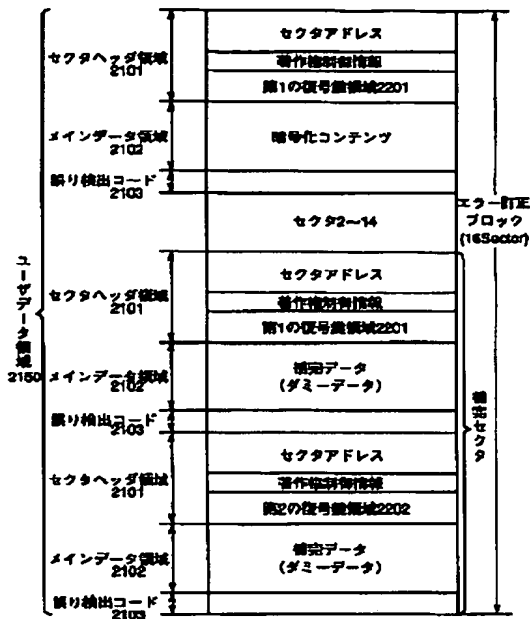 セクタアドレス
セクタヘッダ領域
2101
著作権制御情報
第1の復号鍵領域2201
メインデータ領域
2102
暗号化コンテンツ
誤り検出コード
2103
エラー訂正
ブロック
(16Sector)
セクタ2〜14
ユーザデータ領域
2150
セクタアドレス
セクタヘッダ領域
2101
著作権制御情報
第1の復号鍵領域2201
メインデータ領域
2102
補完データ
(ダミーデータ)
補完セクタ
誤り検出コード
2103
セクタアドレス
セクタヘッダ領域
2101
著作権制御情報
第2の復号鍵領域2202
メインデータ領域
2102
補完データ
(ダミーデータ)
誤り検出コード
2103